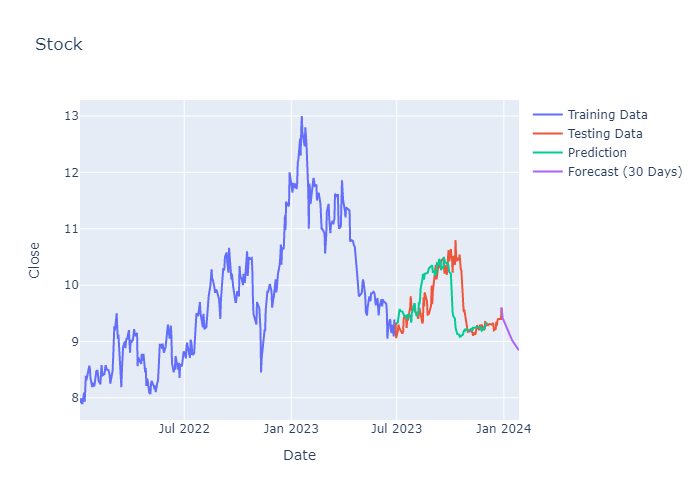 Stock
Training Data
Testing Data
Prediction
Forecast (30 Days)
Close
13
12
11
10
9
8
Jul 2022
Jan 2023
Jul 2023
Jan 2024
Date